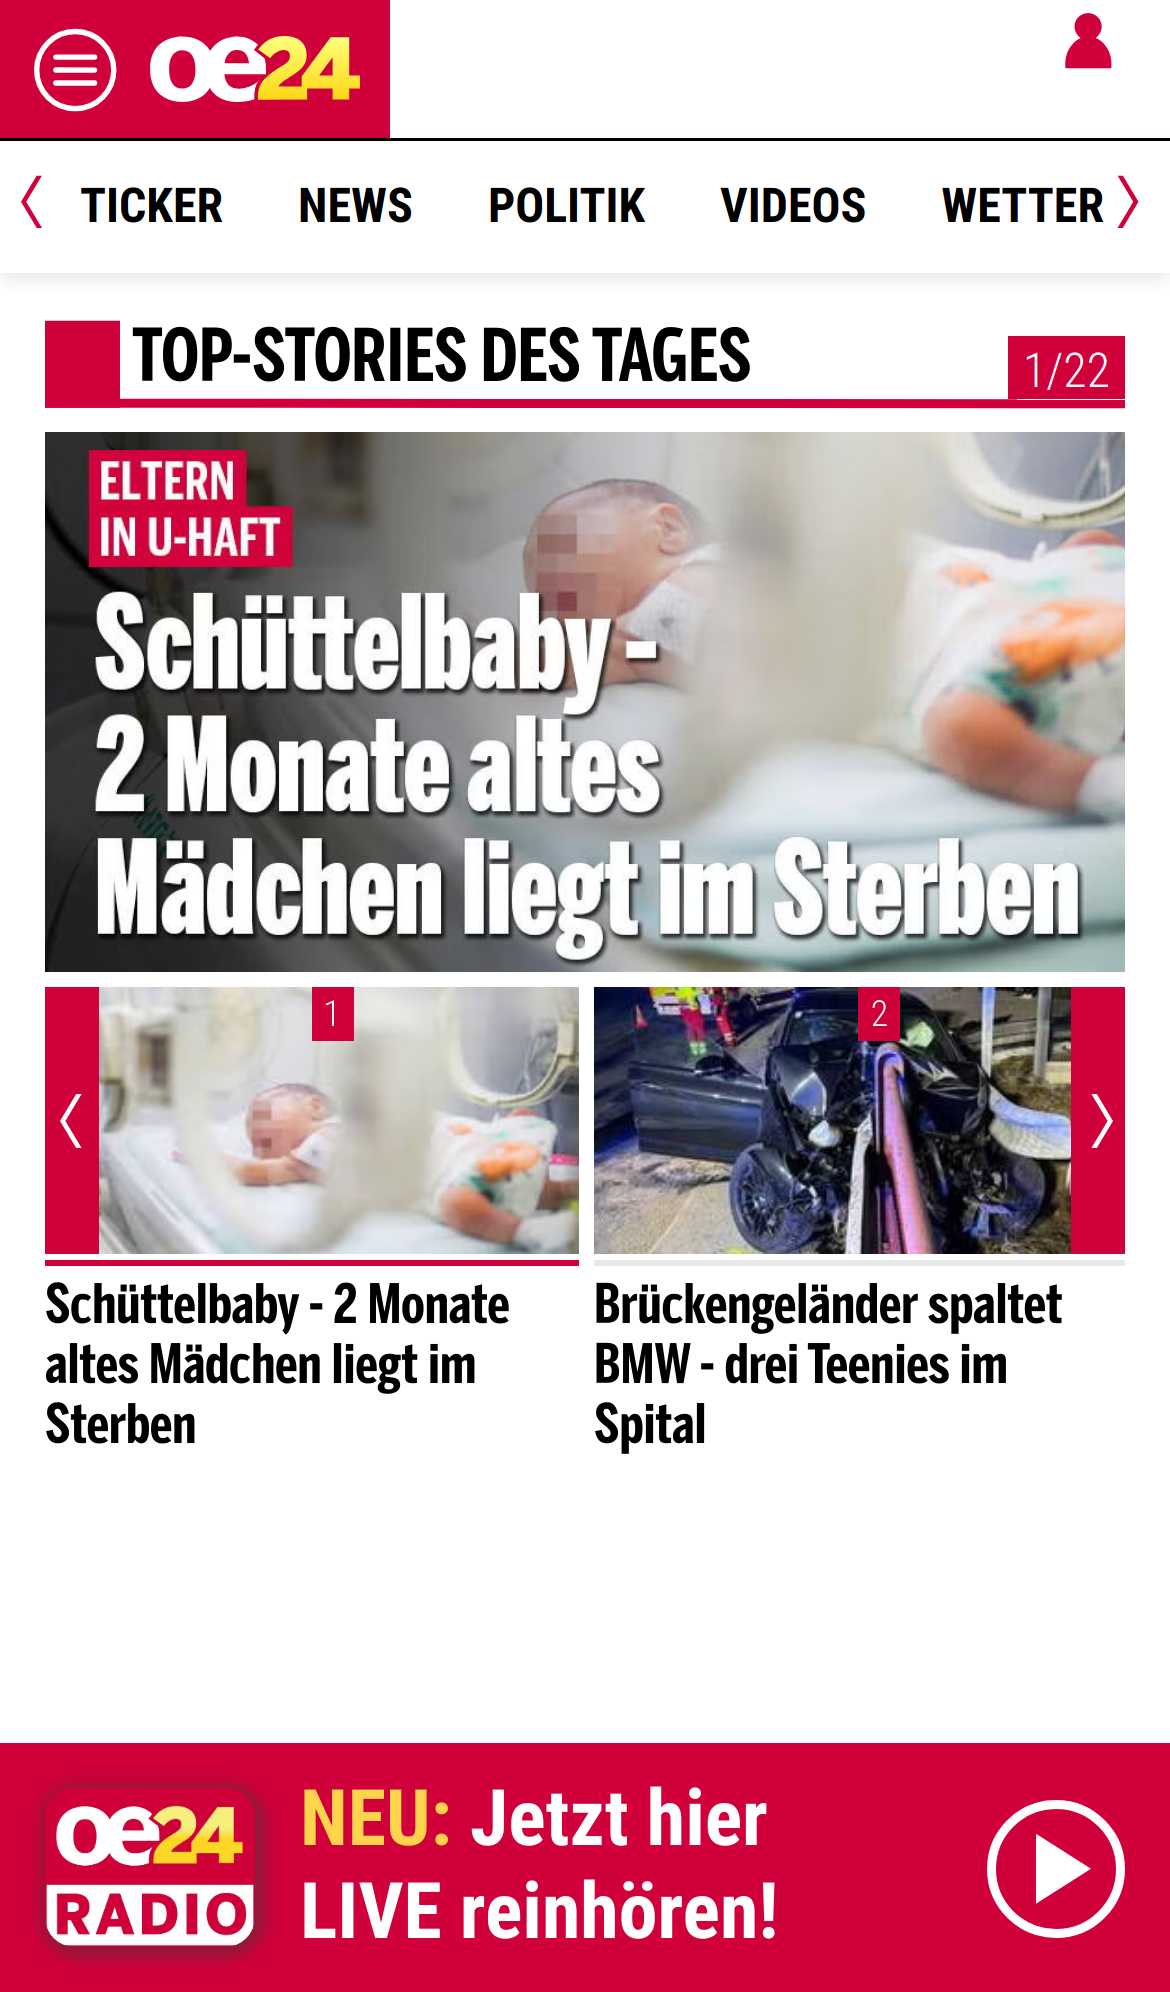 oe24
TICKER NEWS POLITIK VIDEOS WETTER
TOP-STORIES DES TAGES
1/22
ELTERN
IN U-HAFT
Schüttelbaby -
2 Monate altes
Mädchen liegt im Sterben
1
2
Schüttelbaby - 2 Monate
altes Mädchen liegt im
Sterben
Brückengeländer spaltet
BMW - drei Teenies im
Spital
oe24
RADIO
NEU: Jetzt hier
LIVE reinhören!